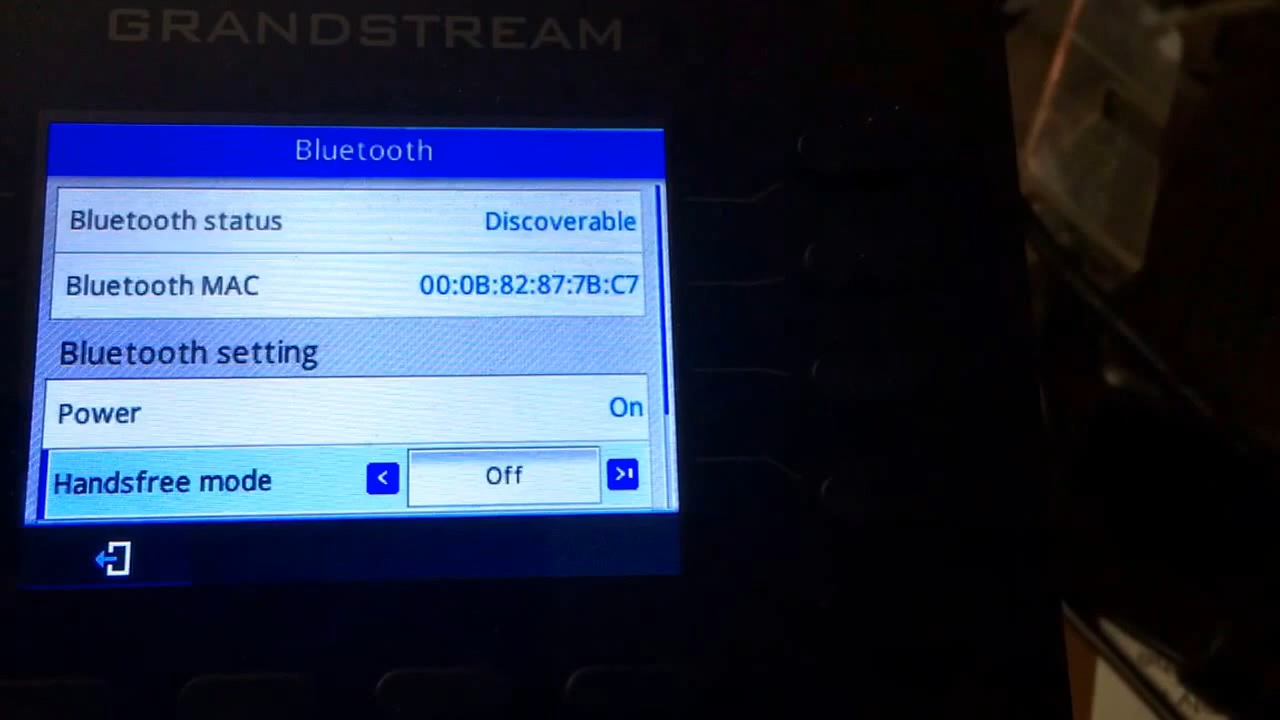 GRANDSTREAM
Bluetooth
Bluetooth status Discoverable
Bluetooth MAC 00:0B:82:87:7B:C7
Bluetooth setting
Power On
Handsfree mode < Off >